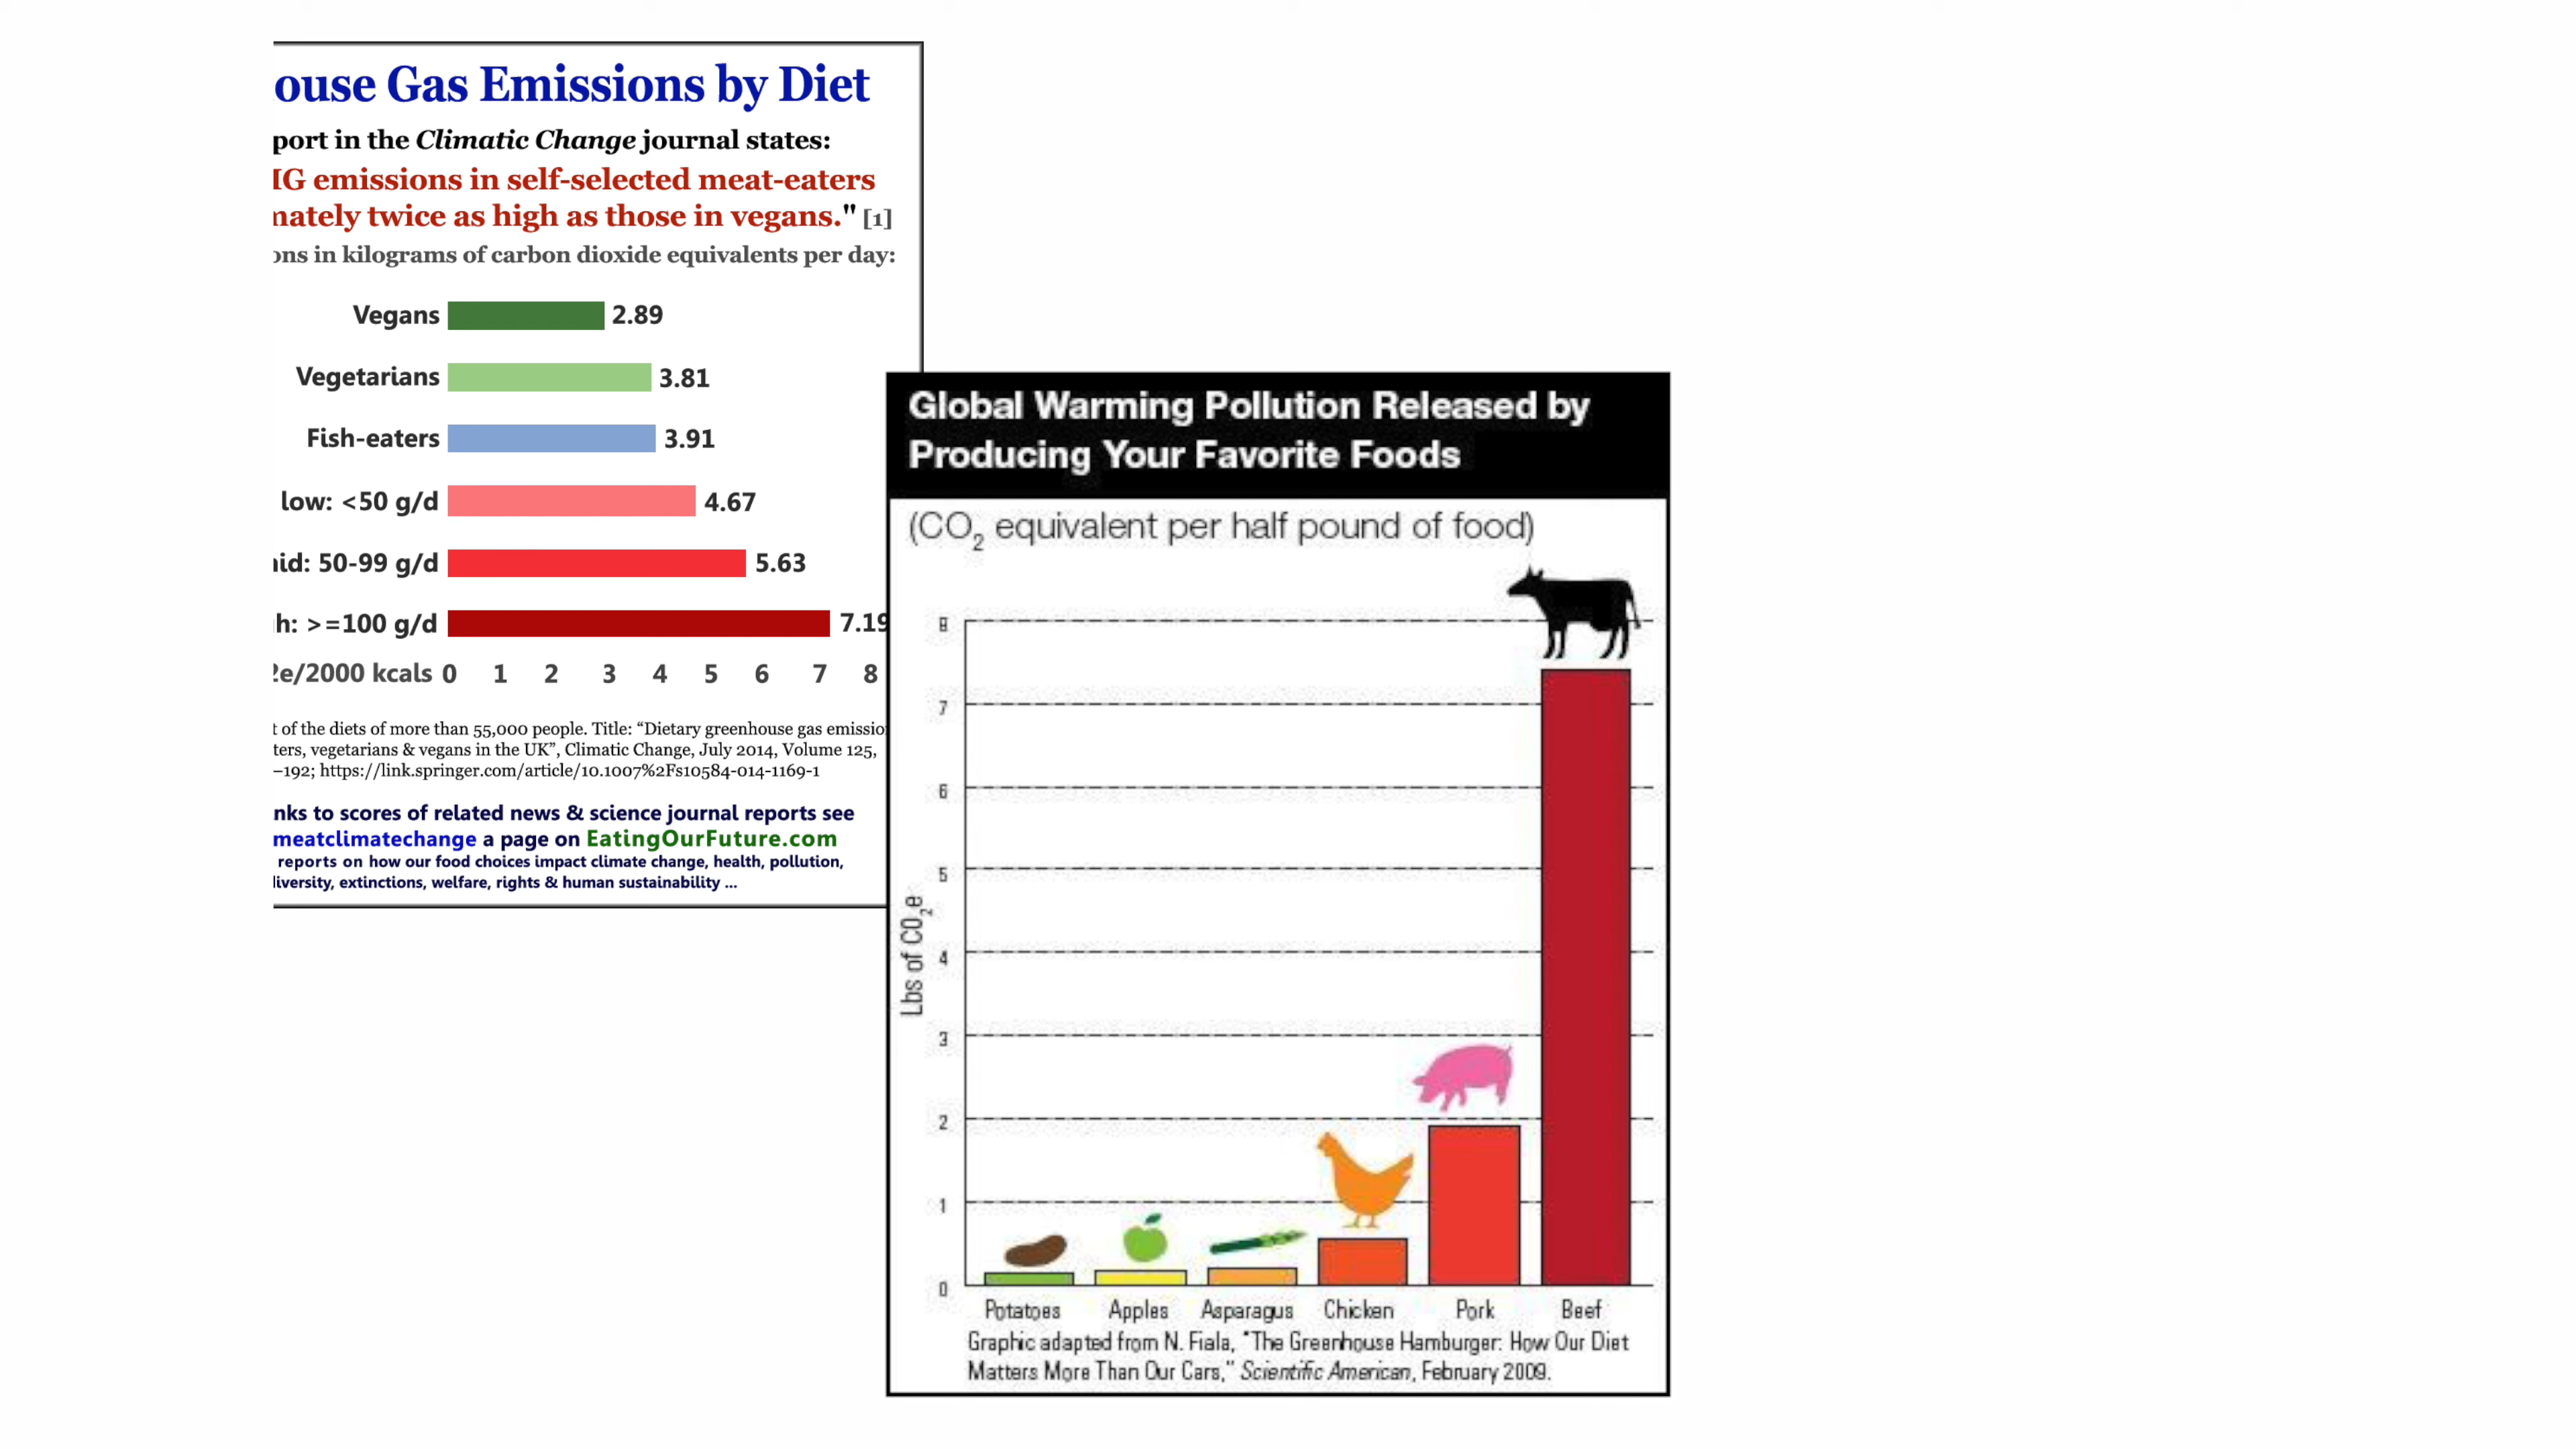 ouse Gas Emissions by Diet
port in the Climatic Change journal states:
IG emissions in self-selected meat-eaters
nately twice as high as those in vegans." [1]
ons in kilograms of carbon dioxide equivalents per day:
Vegans 2.89
Vegetarians 3.81
Fish-eaters 3.91
low: <50 g/d 4.67
nid: 50-99 g/d 5.63
h: >=100 g/d 7.19
2e/2000 kcals 0 1 2 3 4 5 6 7 8
t of the diets of more than 55,000 people. Title: “Dietary greenhouse gas emissio
ters, vegetarians & vegans in the UK”, Climatic Change, July 2014, Volume 125,
–192; https://link.springer.com/article/10.1007%2Fs10584-014-1169-1
nks to scores of related news & science journal reports see
meatclimatechange a page on EatingOurFuture.com
reports on how our food choices impact climate change, health, pollution,
liversity, extinctions, welfare, rights & human sustainability ...
Global Warming Pollution Released by
Producing Your Favorite Foods
(CO2 equivalent per half pound of food)
Lbs of CO2e
8
7
6
5
4
3
2
1
0
Potatoes Apples Asparagus Chicken Pork Beef
Graphic adapted from N. Fiala, "The Greenhouse Hamburger: How Our Diet
Matters More Than Our Cars," Scientific American, February 2009.